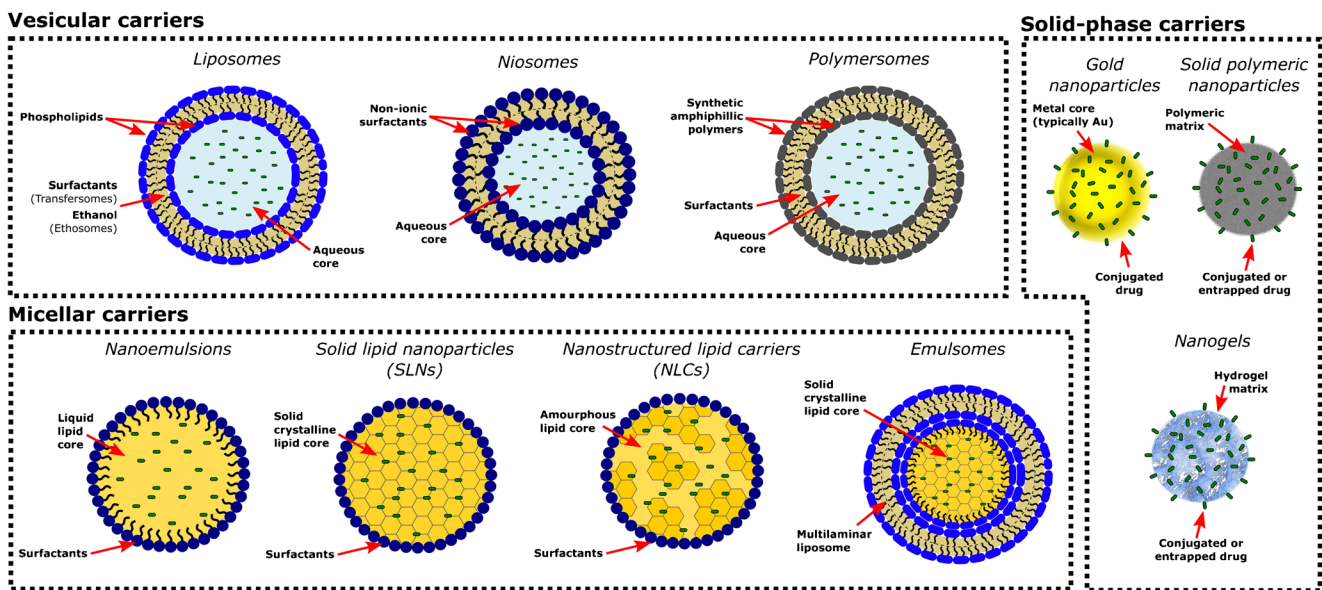 Vesicular carriers
Liposomes
Phospholipids
Surfactants
(Transfersomes)
Ethanol
(Ethosomes)
Aqueous
core
Niosomes
Non-ionic
surfactants
Aqueous
core
Polymersomes
Synthetic
amphiphillic
polymers
Surfactants
Aqueous
core
Solid-phase carriers
Gold
nanoparticles
Metal core
(typically Au)
Conjugated
drug
Solid polymeric
nanoparticles
Polymeric
matrix
Conjugated or
entrapped drug
Nanogels
Hydrogel
matrix
Conjugated or
entrapped drug
Micellar carriers
Nanoemulsions
Liquid
lipid
core
Surfactants
Solid lipid nanoparticles
(SLNs)
Solid
crystalline
lipid core
Surfactants
Nanostructured lipid carriers
(NLCs)
Amourphous
lipid core
Surfactants
Emulsomes
Solid
crystalline
lipid core
Multilaminar
liposome